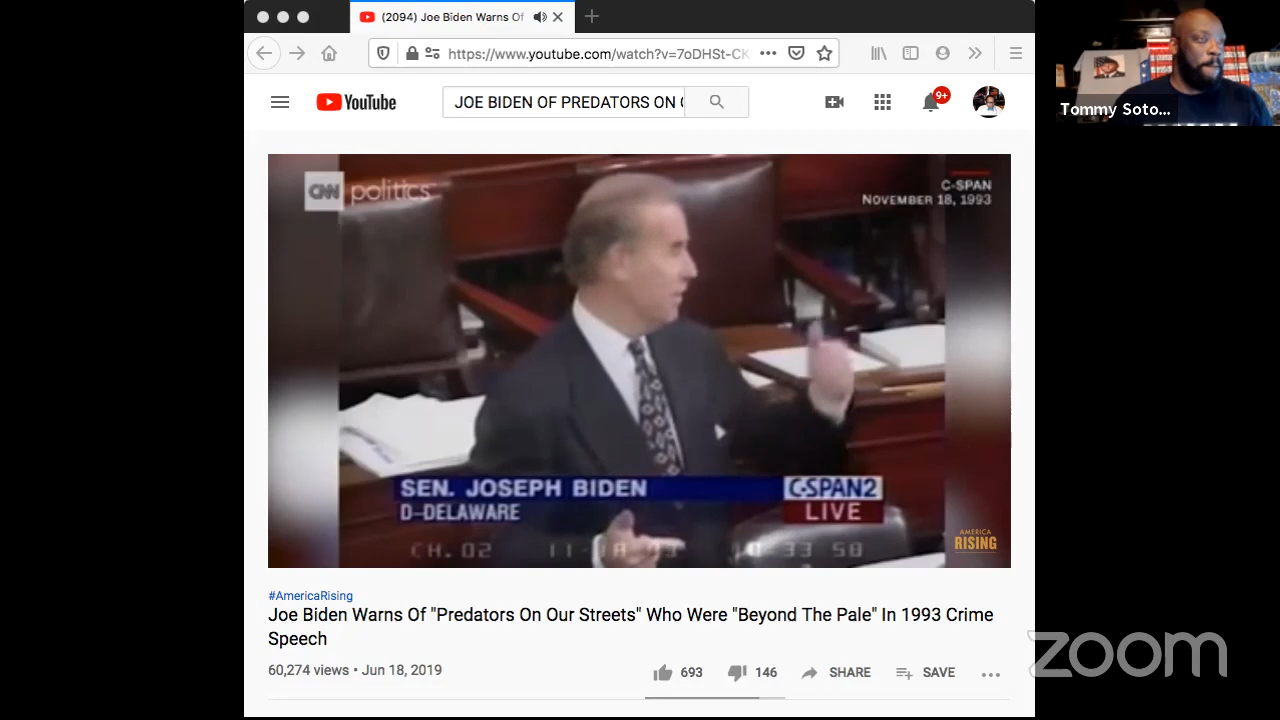 (2094) Joe Biden Warns Of
https://www.youtube.com/watch?v=7oDHSt-CK
YouTube
JOE BIDEN OF PREDATORS ON
9+
Tommy Soto...
CNN politics
C-SPAN
NOVEMBER 18, 1993
SEN. JOSEPH BIDEN
D-DELAWARE
C-SPAN2
LIVE
CH. 02
AMERICA
RISING
#AmericaRising
Joe Biden Warns Of "Predators On Our Streets" Who Were "Beyond The Pale" In 1993 Crime
Speech
60,274 views • Jun 18, 2019
693
146
SHARE
SAVE
zoom